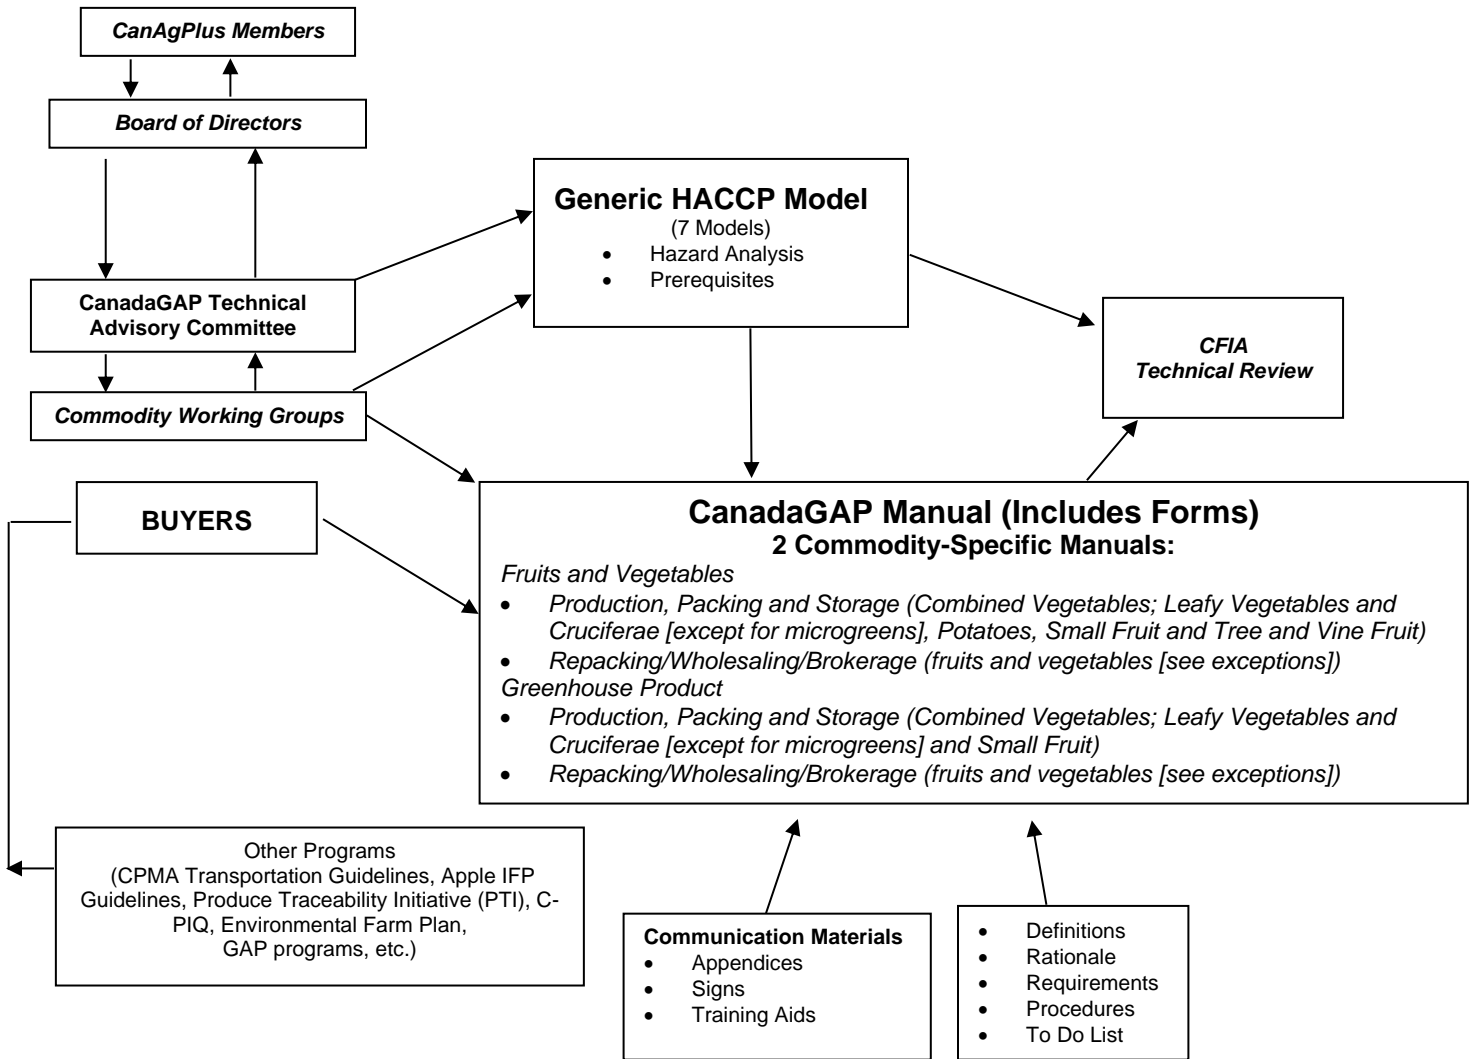 CanAgPlus Members
Board of Directors
CanadaGAP Technical
Advisory Committee
Commodity Working Groups
Generic HACCP Model
(7 Models)
• Hazard Analysis
• Prerequisites
CFIA
Technical Review
BUYERS
CanadaGAP Manual (Includes Forms)
2 Commodity-Specific Manuals:
Fruits and Vegetables
• Production, Packing and Storage (Combined Vegetables; Leafy Vegetables and
Cruciferae [except for microgreens], Potatoes, Small Fruit and Tree and Vine Fruit)
• Repacking/Wholesaling/Brokerage (fruits and vegetables [see exceptions])
Greenhouse Product
• Production, Packing and Storage (Combined Vegetables; Leafy Vegetables and
Cruciferae [except for microgreens] and Small Fruit)
• Repacking/Wholesaling/Brokerage (fruits and vegetables [see exceptions])
Other Programs
(CPMA Transportation Guidelines, Apple IFP
Guidelines, Produce Traceability Initiative (PTI), C-
PIQ, Environmental Farm Plan,
GAP programs, etc.)
Communication Materials
• Appendices
• Signs
• Training Aids
• Definitions
• Rationale
• Requirements
• Procedures
• To Do List